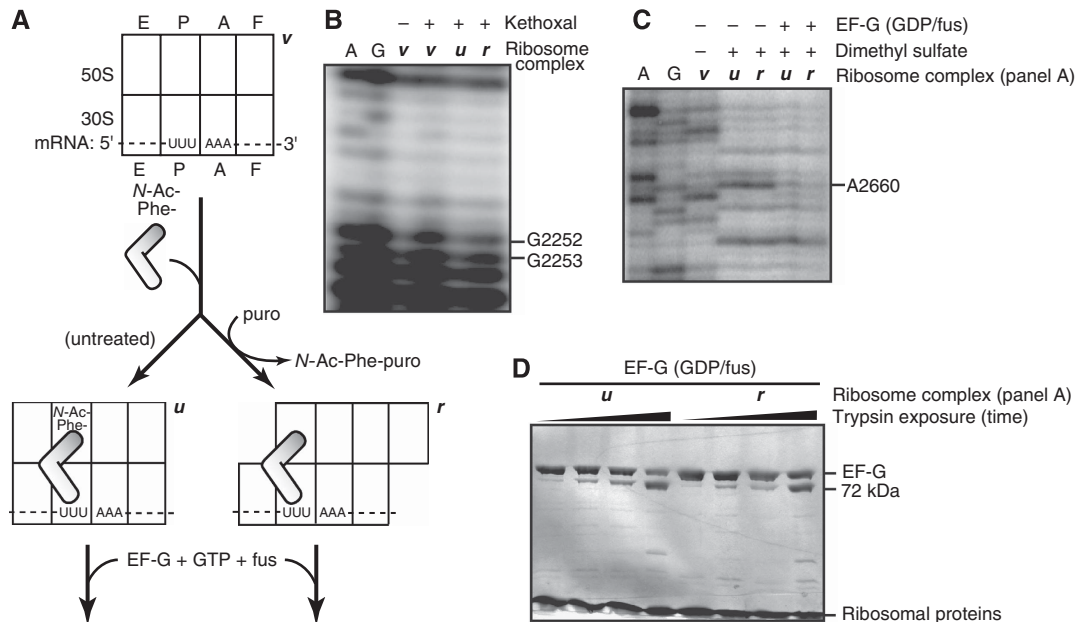 A
E P A F
v
50S
30S
mRNA: 5' UUU AAA 3'
E P A F
N-Ac-
Phe-
puro
(untreated)
N-Ac-Phe-puro
u
N-Ac-
Phe-
UUU AAA
r
UUU AAA
EF-G + GTP + fus
B
– + + + Kethoxal
A G v v u r Ribosome
complex
G2252
G2253
C
– – – + + EF-G (GDP/fus)
– + + + + Dimethyl sulfate
A G v u r u r Ribosome complex (panel A)
A2660
D
EF-G (GDP/fus)
u r Ribosome complex (panel A)
Trypsin exposure (time)
EF-G
72 kDa
Ribosomal proteins